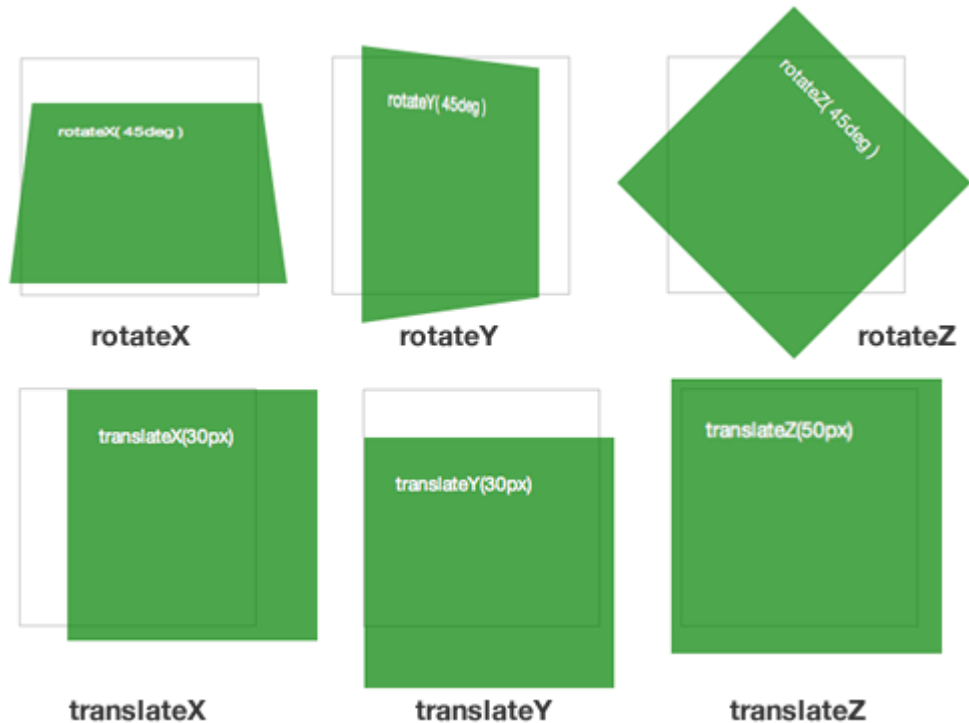 rotateX( 45deg )
rotateY( 45deg )
rotateZ( 45deg )
rotateX
rotateY
rotateZ
translateX(30px)
translateY(30px)
translateZ(50px)
translateX
translateY
translateZ